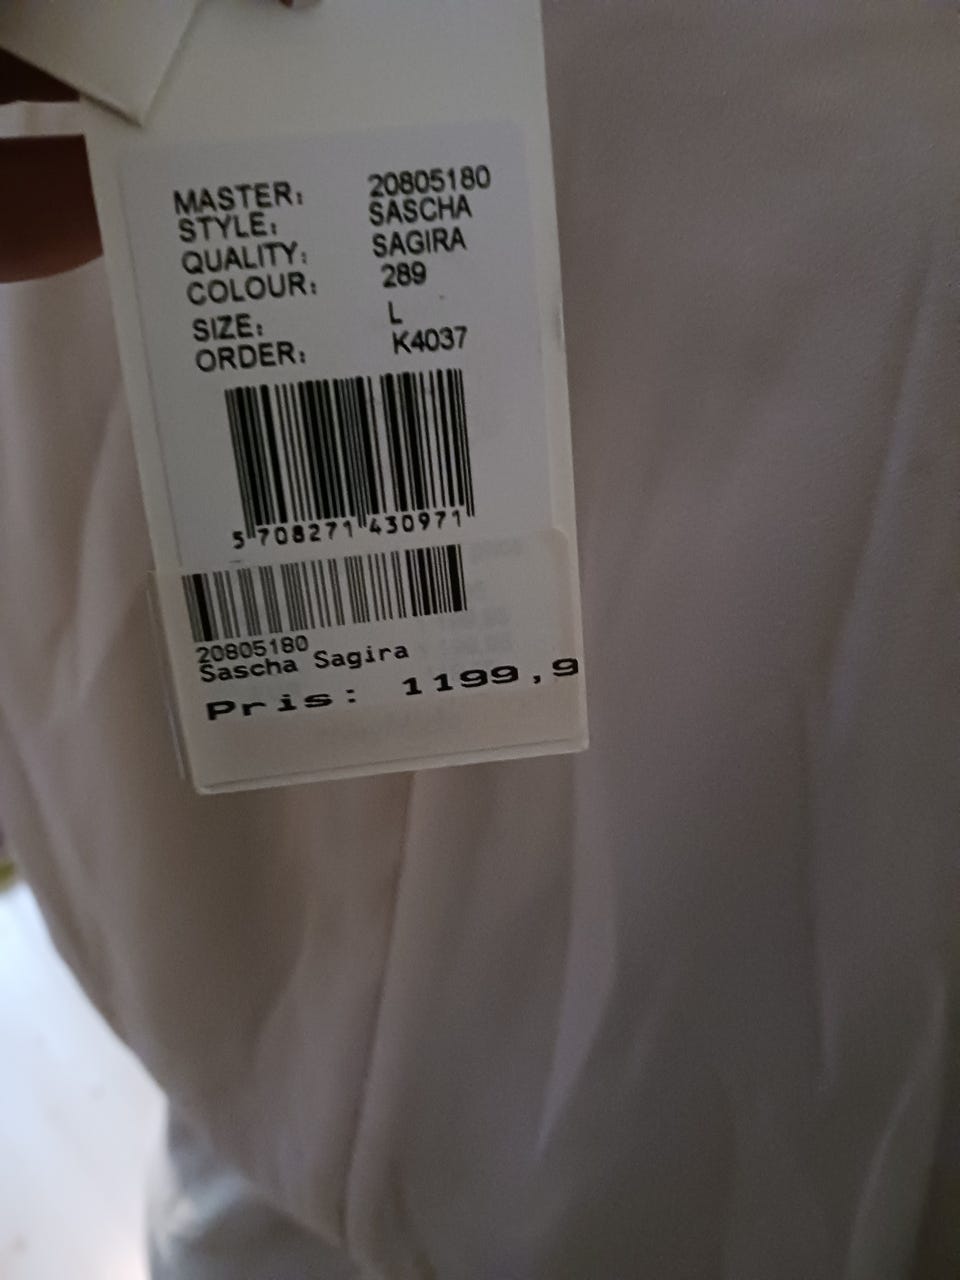 MASTER: 20805180
STYLE: SASCHA
QUALITY: SAGIRA
COLOUR: 289
SIZE: L
ORDER: K4037
5 708271 430971
20805180
Sascha Sagira
Pris: 1199,9